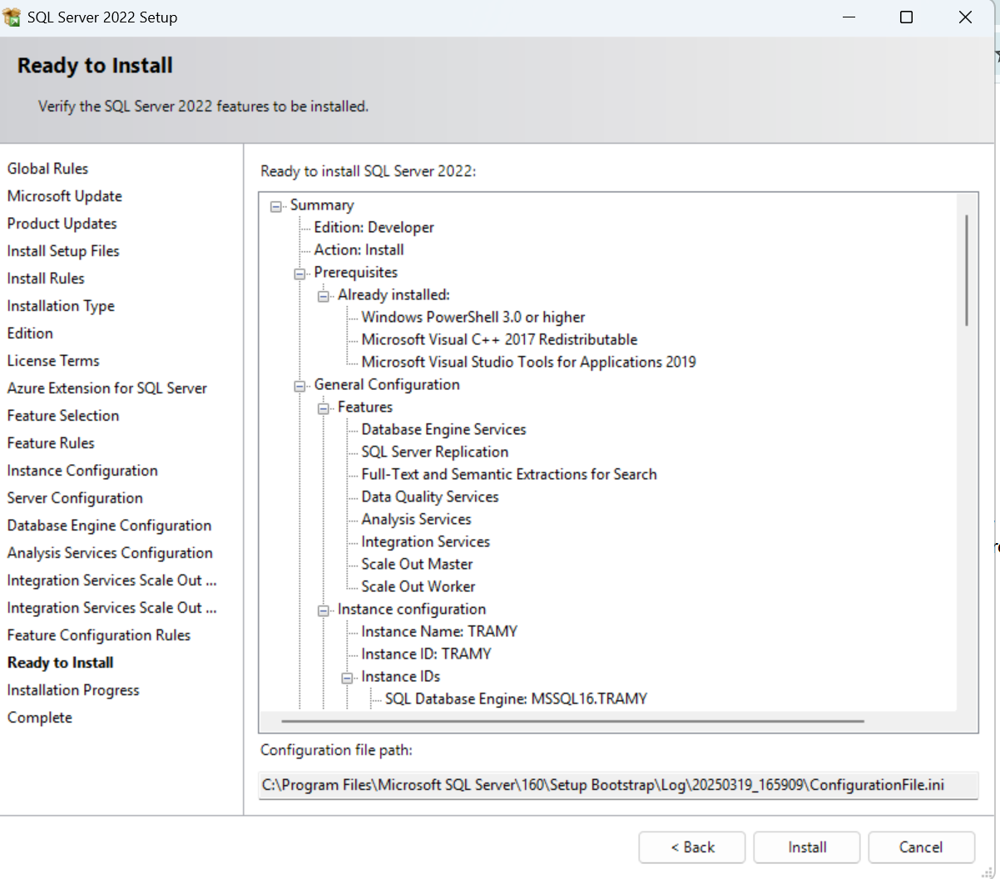 SQL Server 2022 Setup
Ready to Install
Verify the SQL Server 2022 features to be installed.
Global Rules
Microsoft Update
Product Updates
Install Setup Files
Install Rules
Installation Type
Edition
License Terms
Azure Extension for SQL Server
Feature Selection
Feature Rules
Instance Configuration
Server Configuration
Database Engine Configuration
Analysis Services Configuration
Integration Services Scale Out ...
Integration Services Scale Out ...
Feature Configuration Rules
Ready to Install
Installation Progress
Complete
Ready to install SQL Server 2022:
Summary
Edition: Developer
Action: Install
Prerequisites
Already installed:
Windows PowerShell 3.0 or higher
Microsoft Visual C++ 2017 Redistributable
Microsoft Visual Studio Tools for Applications 2019
General Configuration
Features
Database Engine Services
SQL Server Replication
Full-Text and Semantic Extractions for Search
Data Quality Services
Analysis Services
Integration Services
Scale Out Master
Scale Out Worker
Instance configuration
Instance Name: TRAMY
Instance ID: TRAMY
Instance IDs
SQL Database Engine: MSSQL16.TRAMY
Configuration file path:
C:\Program Files\Microsoft SQL Server\160\Setup Bootstrap\Log\20250319_165909\ConfigurationFile.ini
< Back
Install
Cancel